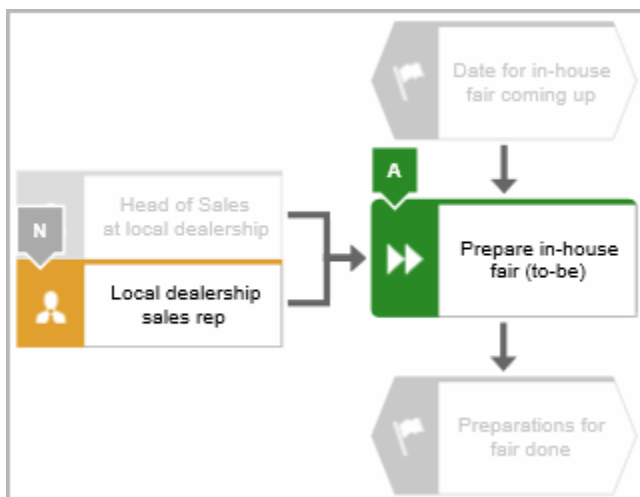 Date for in-house
fair coming up
A
Head of Sales
at local dealership
N
Prepare in-house
fair (to-be)
Local dealership
sales rep
Preparations for
fair done